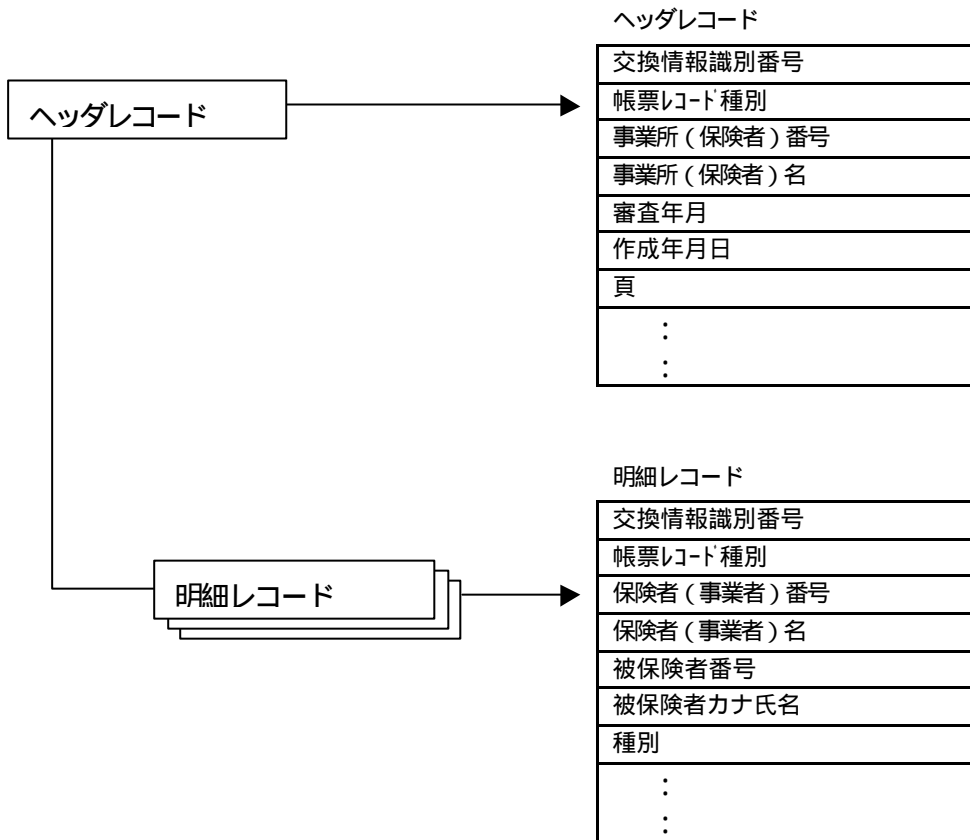 ヘッダレコード
交換情報識別番号
ヘッダレコード
帳票ﾚｺｰﾄﾞ種別
事業所(保険者)番号
事業所(保険者)名
審査年月
作成年月日
頁
:
:
明細レコード
交換情報識別番号
帳票ﾚｺｰﾄﾞ種別
明細レコード
保険者(事業者)番号
保険者(事業者)名
被保険者番号
被保険者カナ氏名
種別
:
: